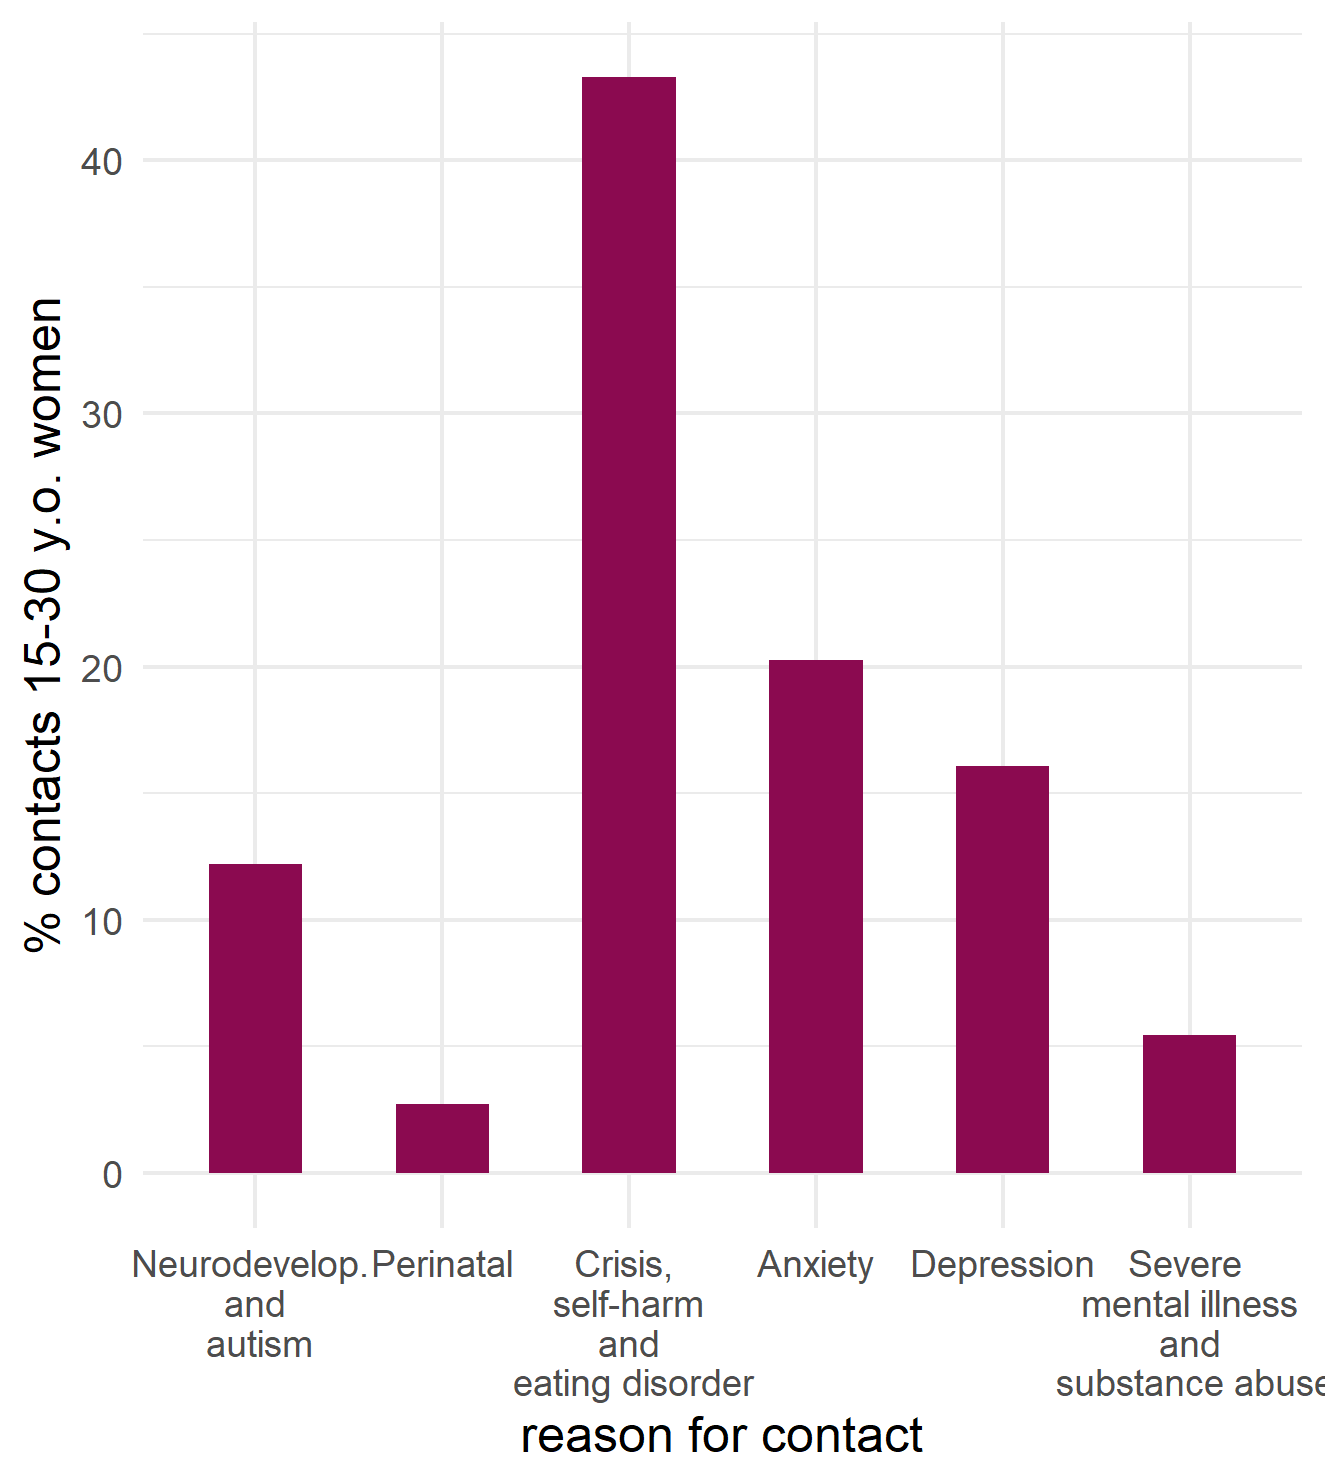 % contacts 15-30 y.o. women
40
30
20
10
0
Neurodevelop.
and
autism
Perinatal
Crisis,
self-harm
and
eating disorder
Anxiety
Depression
Severe
mental illness
and
substance abuse
reason for contact